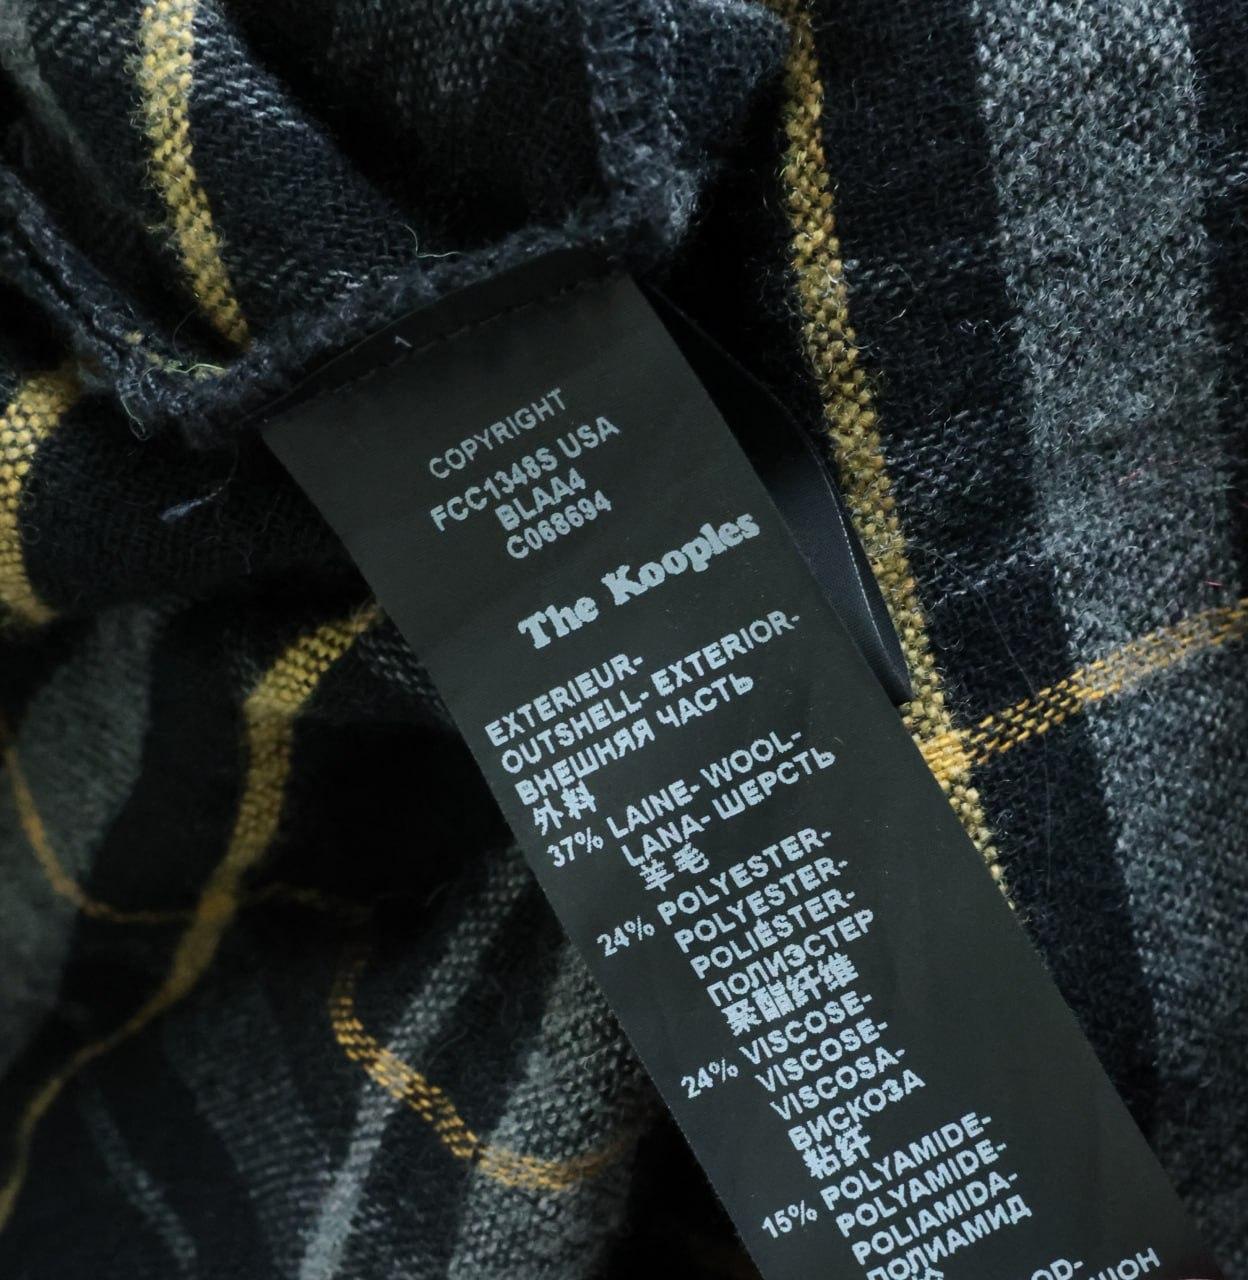 1
COPYRIGHT
FCC1348S USA
BLAA4
C068694
The Kooples
EXTERIEUR-
OUTSHELL- EXTERIOR-
ВНЕШНЯЯ ЧАСТЬ
外料
37% LAINE- WOOL-
LANA- ШЕРСТЬ
羊毛
24% POLYESTER-
POLYESTER-
POLIÉSTER-
ПОЛИЭСТЕР
聚酯纤维
24% VISCOSE-
VISCOSE-
VISCOSA-
ВИСКОЗА
粘纤
15% POLYAMIDE-
POLYAMIDE-
POLIAMIDA-
ПОЛИАМИД